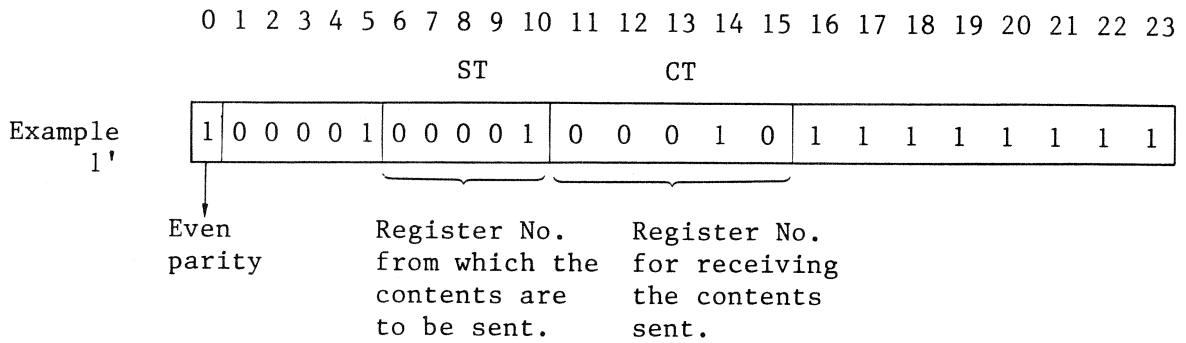 0 1 2 3 4 5 6 7 8 9 10 11 12 13 14 15 16 17 18 19 20 21 22 23
ST CT
Example 1 0 0 0 0 1 0 0 0 0 1 0 0 0 1 0 1 1 1 1 1 1 1 1
1'
Even Register No. Register No.
parity from which the for receiving
contents are the contents
to be sent. sent.